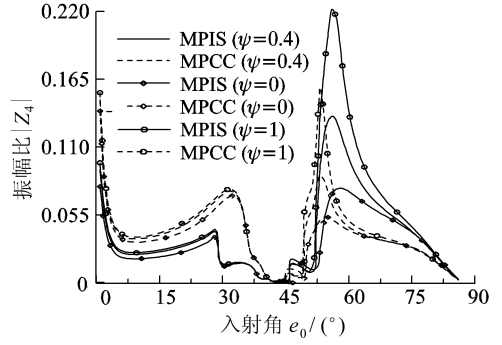 0.220
0.165
0.110
0.055
0
振幅比|Z₄|
MPIS (ψ=0.4)
MPCC (ψ=0.4)
MPIS (ψ=0)
MPCC (ψ=0)
MPIS (ψ=1)
MPCC (ψ=1)
0 15 30 45 60 75 90
入射角 e₀/(°)